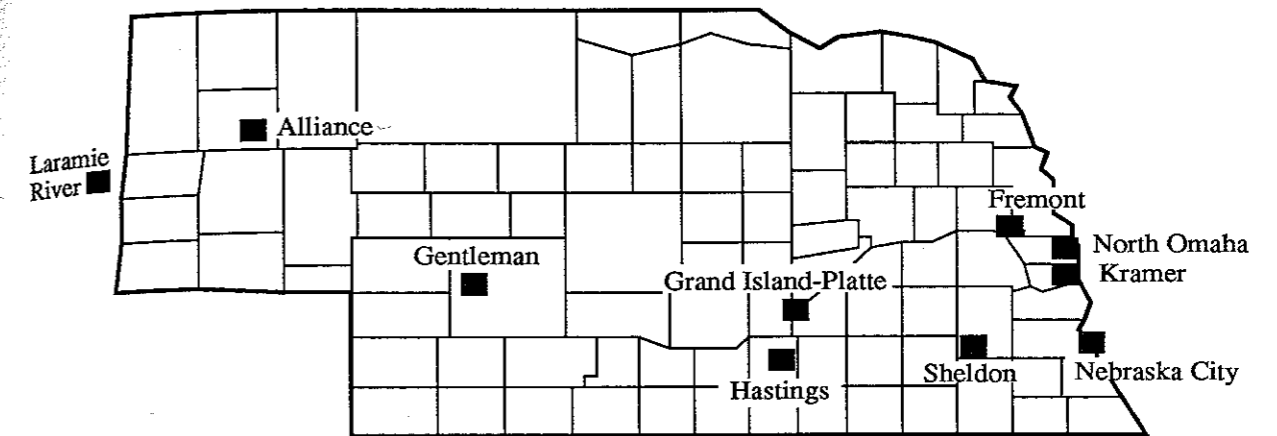 Alliance
Laramie
River
Fremont
North Omaha
Gentleman
Kramer
Grand Island-Platte
Sheldon
Nebraska City
Hastings